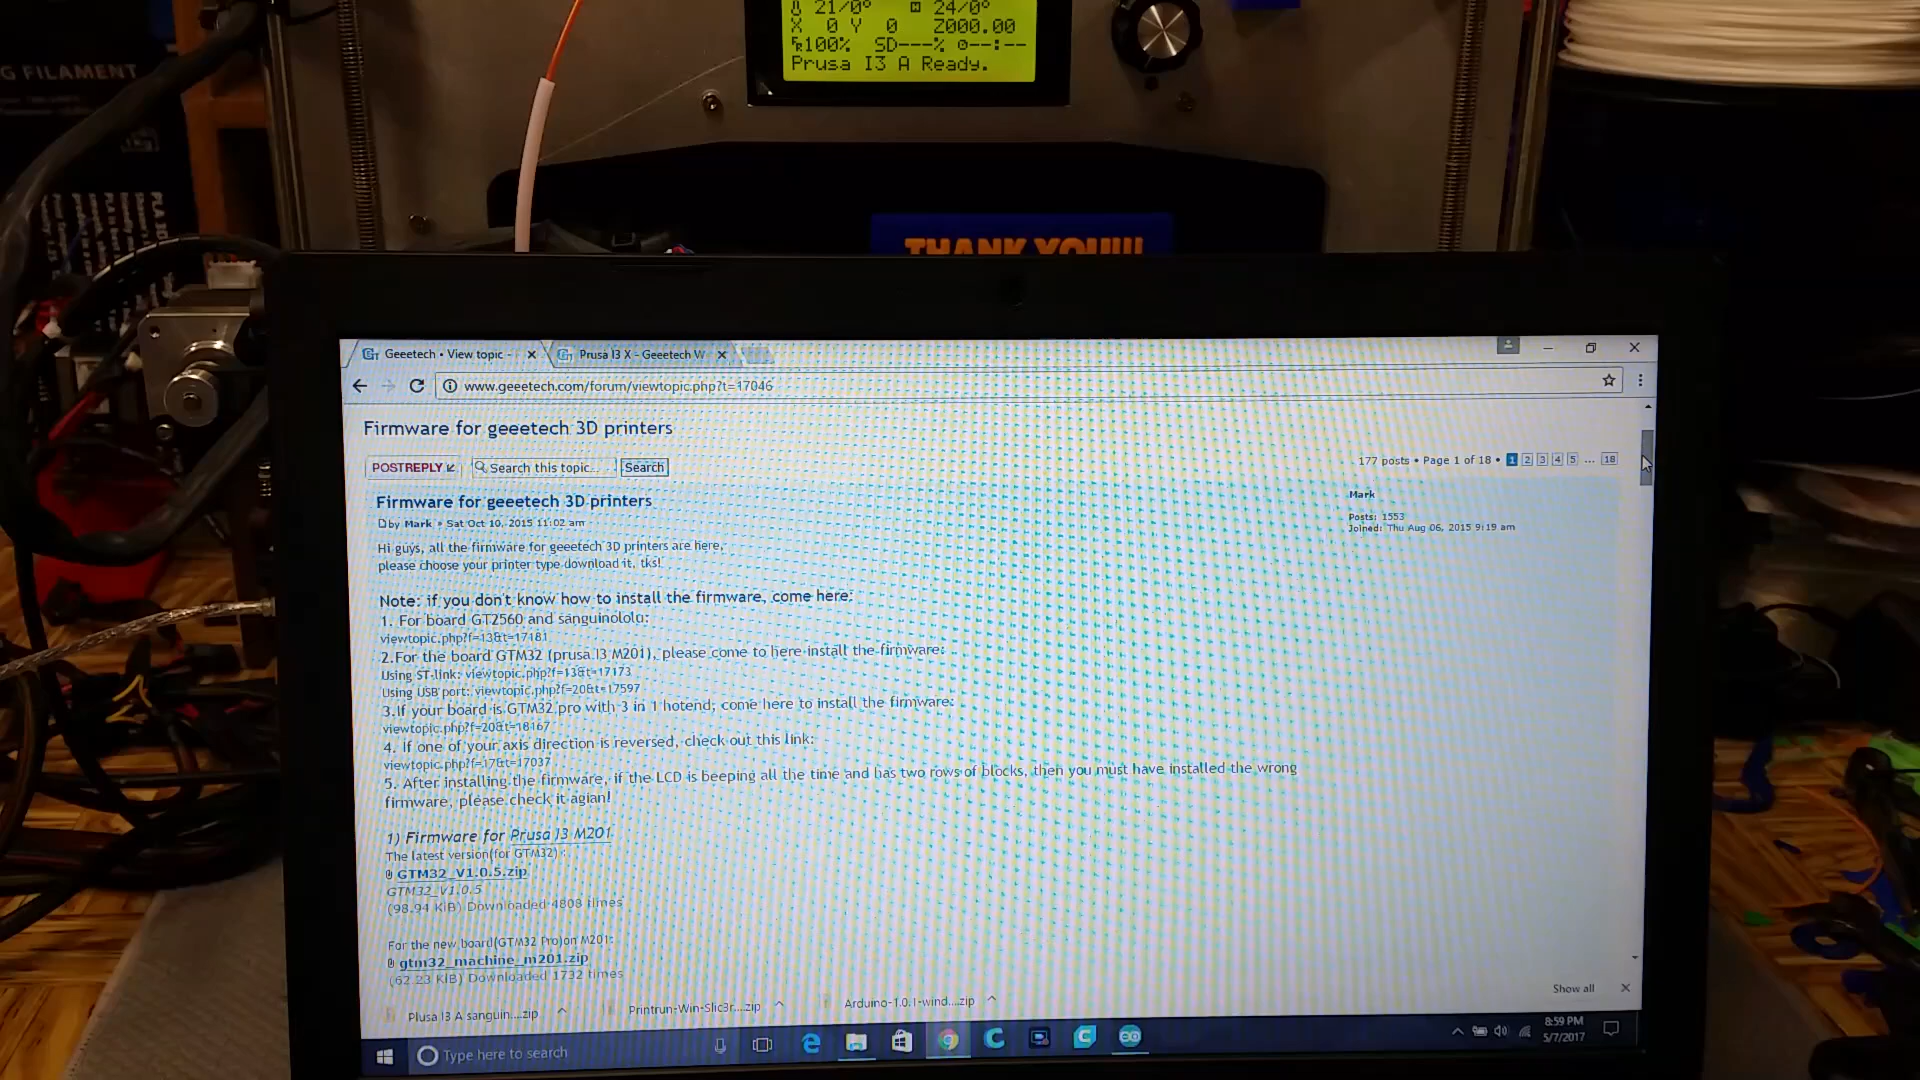 21/0° 24/0°
X 0 Y 0 Z000.00
100% SD---% --:--
Prusa I3 A Ready.
G FILAMENT
1Kg
PLA 3D
THANK YOU!!!
Geeetech • View topic -
Prusa I3 X - Geeetech W
www.geeetech.com/forum/viewtopic.php?t=17046
Firmware for geeetech 3D printers
POSTREPLY
Search this topic...
Search
177 posts • Page 1 of 18 • 1 2 3 4 5 ... 18
Firmware for geeetech 3D printers
by Mark » Sat Oct 10, 2015 11:02 am
Mark
Posts: 1553
Joined: Thu Aug 06, 2015 9:19 am
Hi guys, all the firmware for geeetech 3D printers are here,
please choose your printer type download it, tks!
Note: if you don't know how to install the firmware, come here:
1. For board GT2560 and sanguinolola:
viewtopic.php?f=13&t=17181
2.For the board GTM32 (prusa I3 M201), please come to here install the firmware:
Using ST-link: viewtopic.php?f=13&t=17173
Using USB port: viewtopic.php?f=20&t=17597
3.If your board is GTM32 pro with 3 in 1 hotend, come here to install the firmware:
viewtopic.php?f=20&t=18167
4. If one of your axis direction is reversed, check out this link:
viewtopic.php?f=17&t=17037
5. After installing the firmware, if the LCD is beeping all the time and has two rows of blocks, then you must have installed the wrong
firmware, please check it agian!
1) Firmware for Prusa I3 M201
The latest version(for GTM32) :
GTM32_V1.0.5.zip
GTM32_V1.0.5
(98.94 KiB) Downloaded 4808 times
For the new board(GTM32 Pro)on M201:
gtm32_machine_m201.zip
(62.23 KiB) Downloaded 1732 times
Plusa I3 A sanguin....zip
Printrun-Win-Slic3r....zip
Arduino-1.0.1-wind....zip
Show all
Type here to search
8:59 PM
5/7/2017